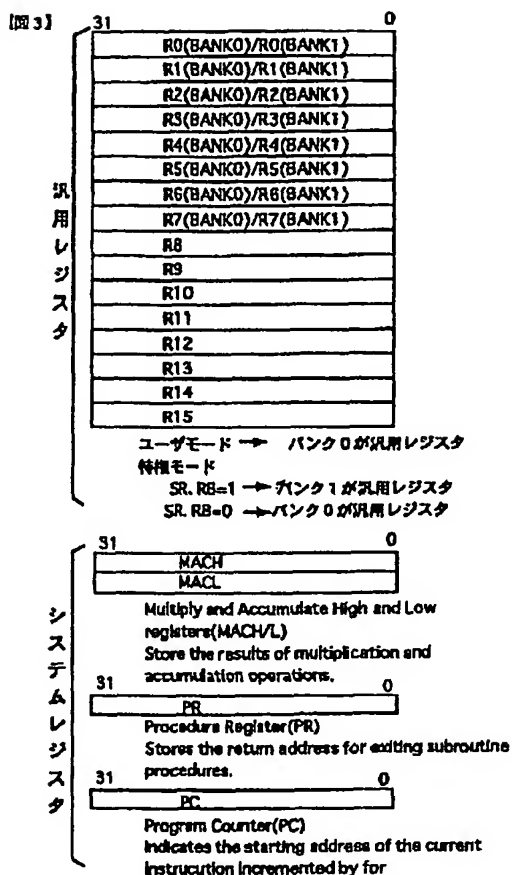 【図3】
31 0
R0(BANK0)/R0(BANK1)
R1(BANK0)/R1(BANK1)
R2(BANK0)/R2(BANK1)
R3(BANK0)/R3(BANK1)
R4(BANK0)/R4(BANK1)
R5(BANK0)/R5(BANK1)
R6(BANK0)/R6(BANK1)
R7(BANK0)/R7(BANK1)
R8
R9
R10
R11
R12
R13
R14
R15
汎用レジスタ
ユーザモード → バンク0が汎用レジスタ
特権モード
SR.RB=1 → バンク1が汎用レジスタ
SR.RB=0 → バンク0が汎用レジスタ
システムレジスタ
31 0
MACH
MACL
Multiply and Accumulate High and Low
registers(MACH/L)
Store the results of multiplication and
accumulation operations.
31 0
PR
Procedure Register(PR)
Stores the return address for exiting subroutine
procedures.
31 0
PC
Program Counter(PC)
Indicates the starting address of the current
instrucution incremented by for